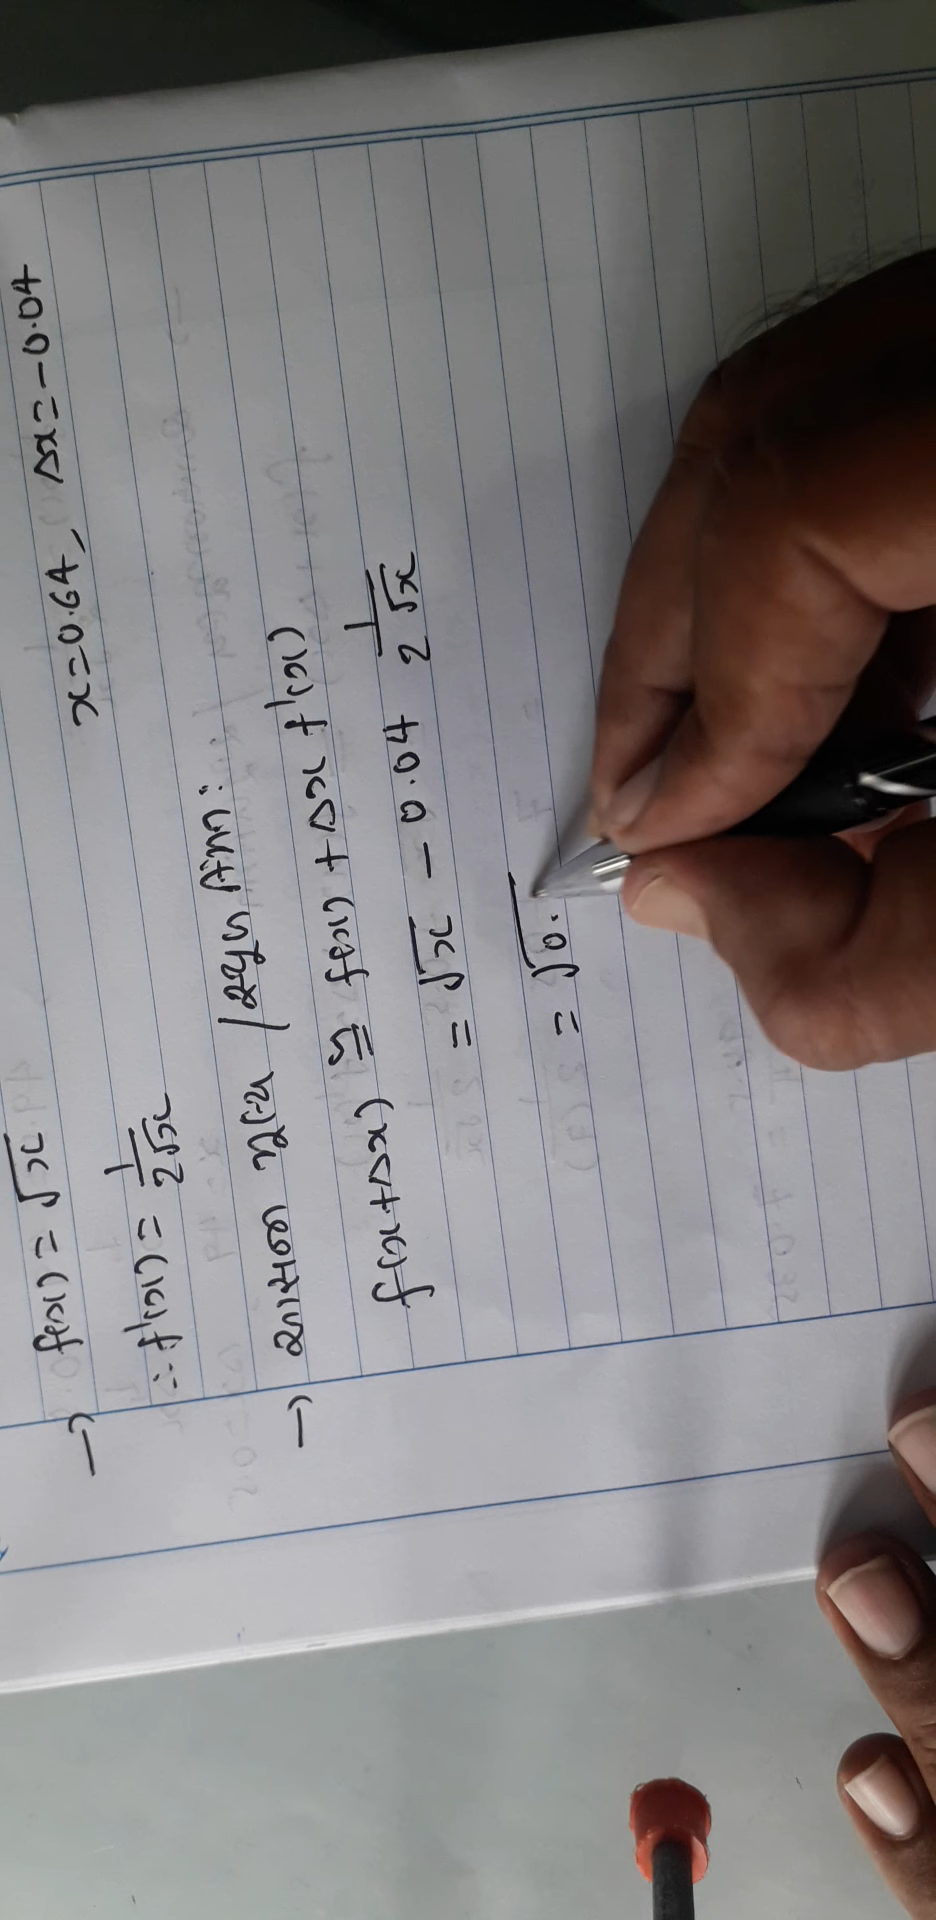 → f(x) = √x x = 0.64, Δx = -0.04
∴ f'(x) = 1/2√x
→ આસન્ન મૂલ્ય
f(x+Δx) ≅ f(x) + Δx f'(x)
= √x - 0.04 1/2√x
= √0.